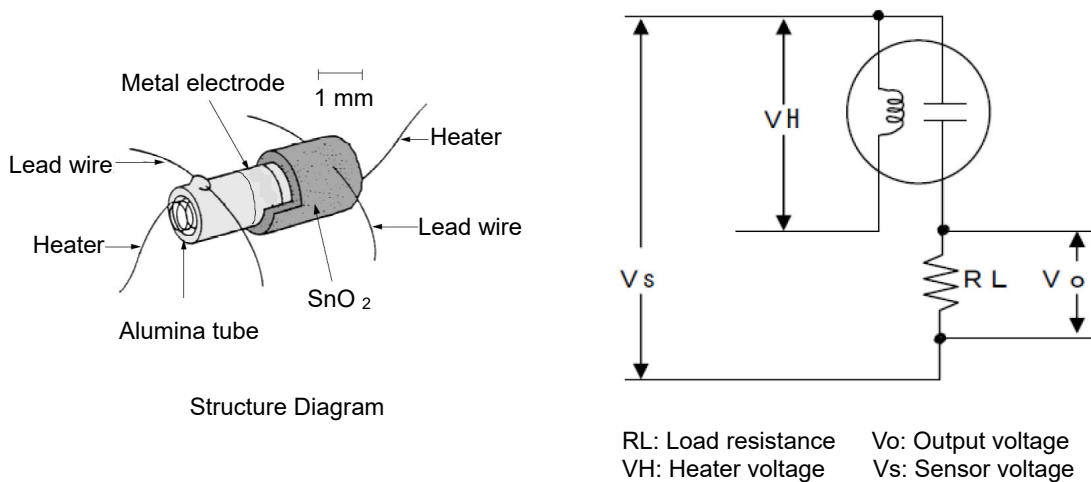 Metal electrode
1 mm
Heater
Lead wire
Lead wire
Heater
SnO 2
Alumina tube
Structure Diagram
VH
Vs
RL
Vo
RL: Load resistance Vo: Output voltage
VH: Heater voltage Vs: Sensor voltage